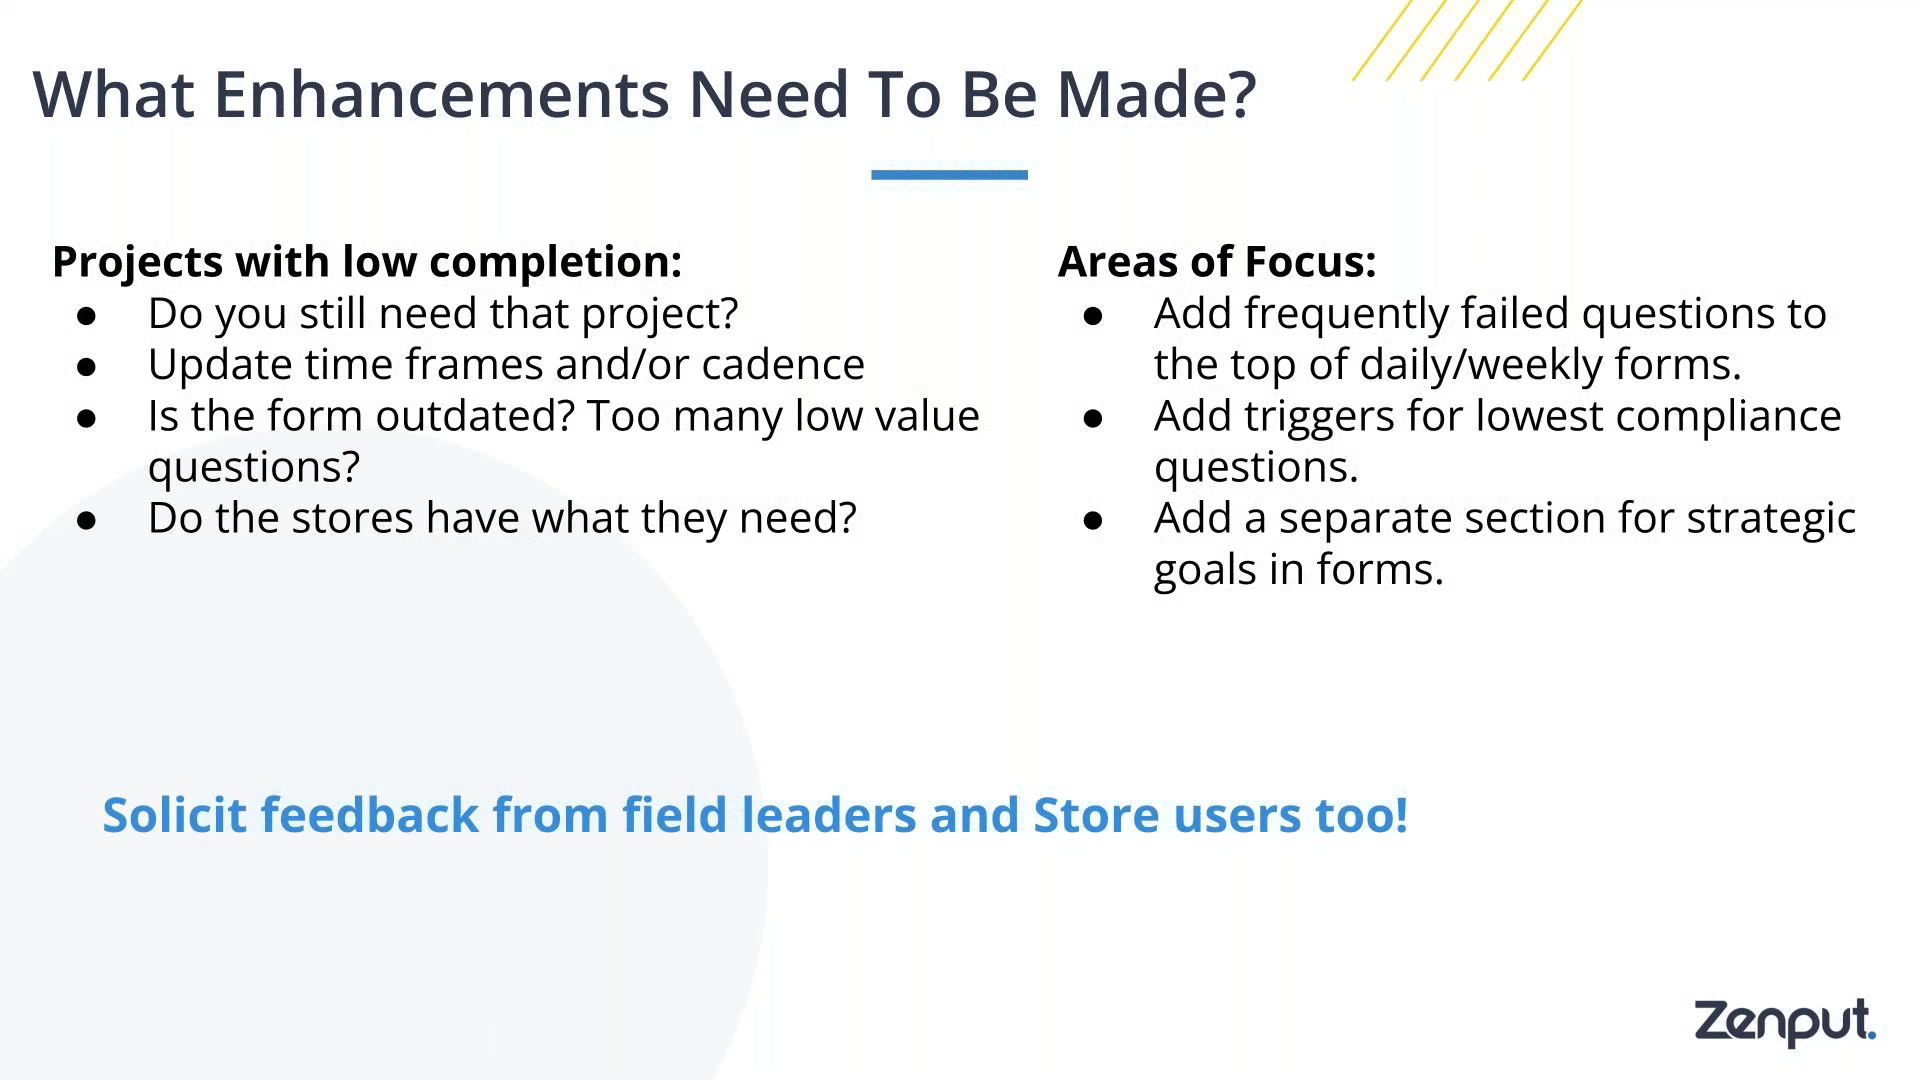 What Enhancements Need To Be Made?
Projects with low completion:
● Do you still need that project?
● Update time frames and/or cadence
● Is the form outdated? Too many low value
questions?
● Do the stores have what they need?
Areas of Focus:
● Add frequently failed questions to
the top of daily/weekly forms.
● Add triggers for lowest compliance
questions.
● Add a separate section for strategic
goals in forms.
Solicit feedback from field leaders and Store users too!
Zenput.